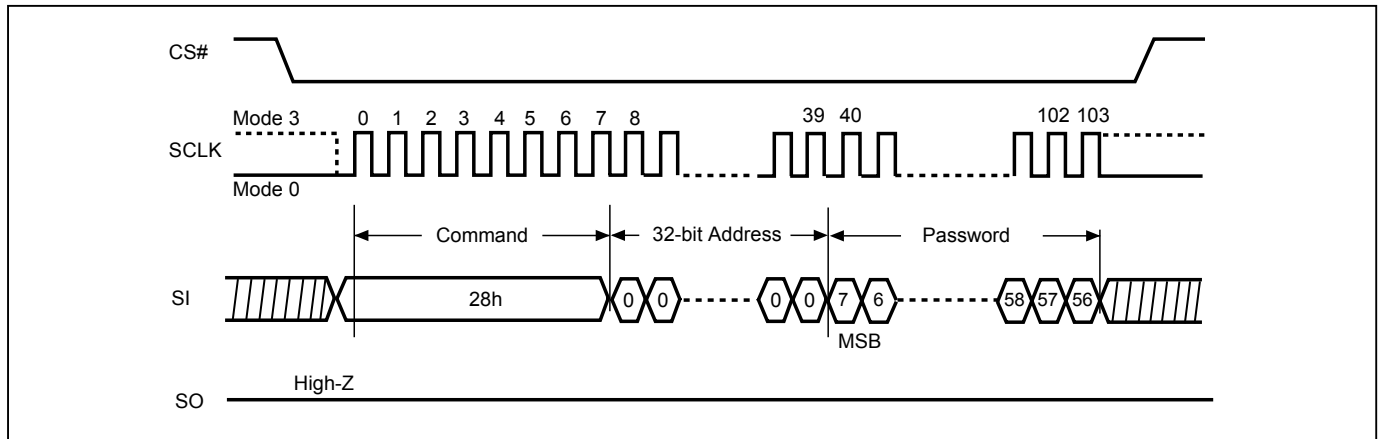 CS#
Mode 3
0 1 2 3 4 5 6 7 8 39 40 102 103
SCLK
Mode 0
Command 32-bit Address Password
SI 28h 0 0 0 0 7 6 58 57 56
MSB
High-Z
SO